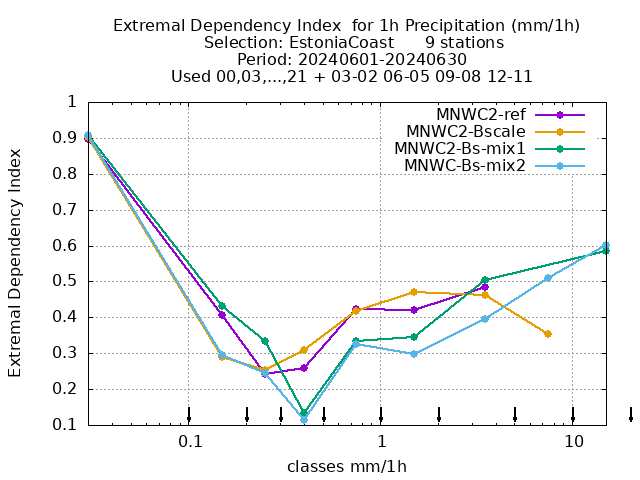 Extremal Dependency Index  for 1h Precipitation (mm/1h)
Selection: EstoniaCoast      9 stations
Period: 20240601-20240630
Used 00,03,...,21 + 03-02 06-05 09-08 12-11
MNWC2-ref
MNWC2-Bscale
MNWC2-Bs-mix1
MNWC-Bs-mix2
Extremal Dependency Index
1
0.9
0.8
0.7
0.6
0.5
0.4
0.3
0.2
0.1
0.1 1 10
classes mm/1h